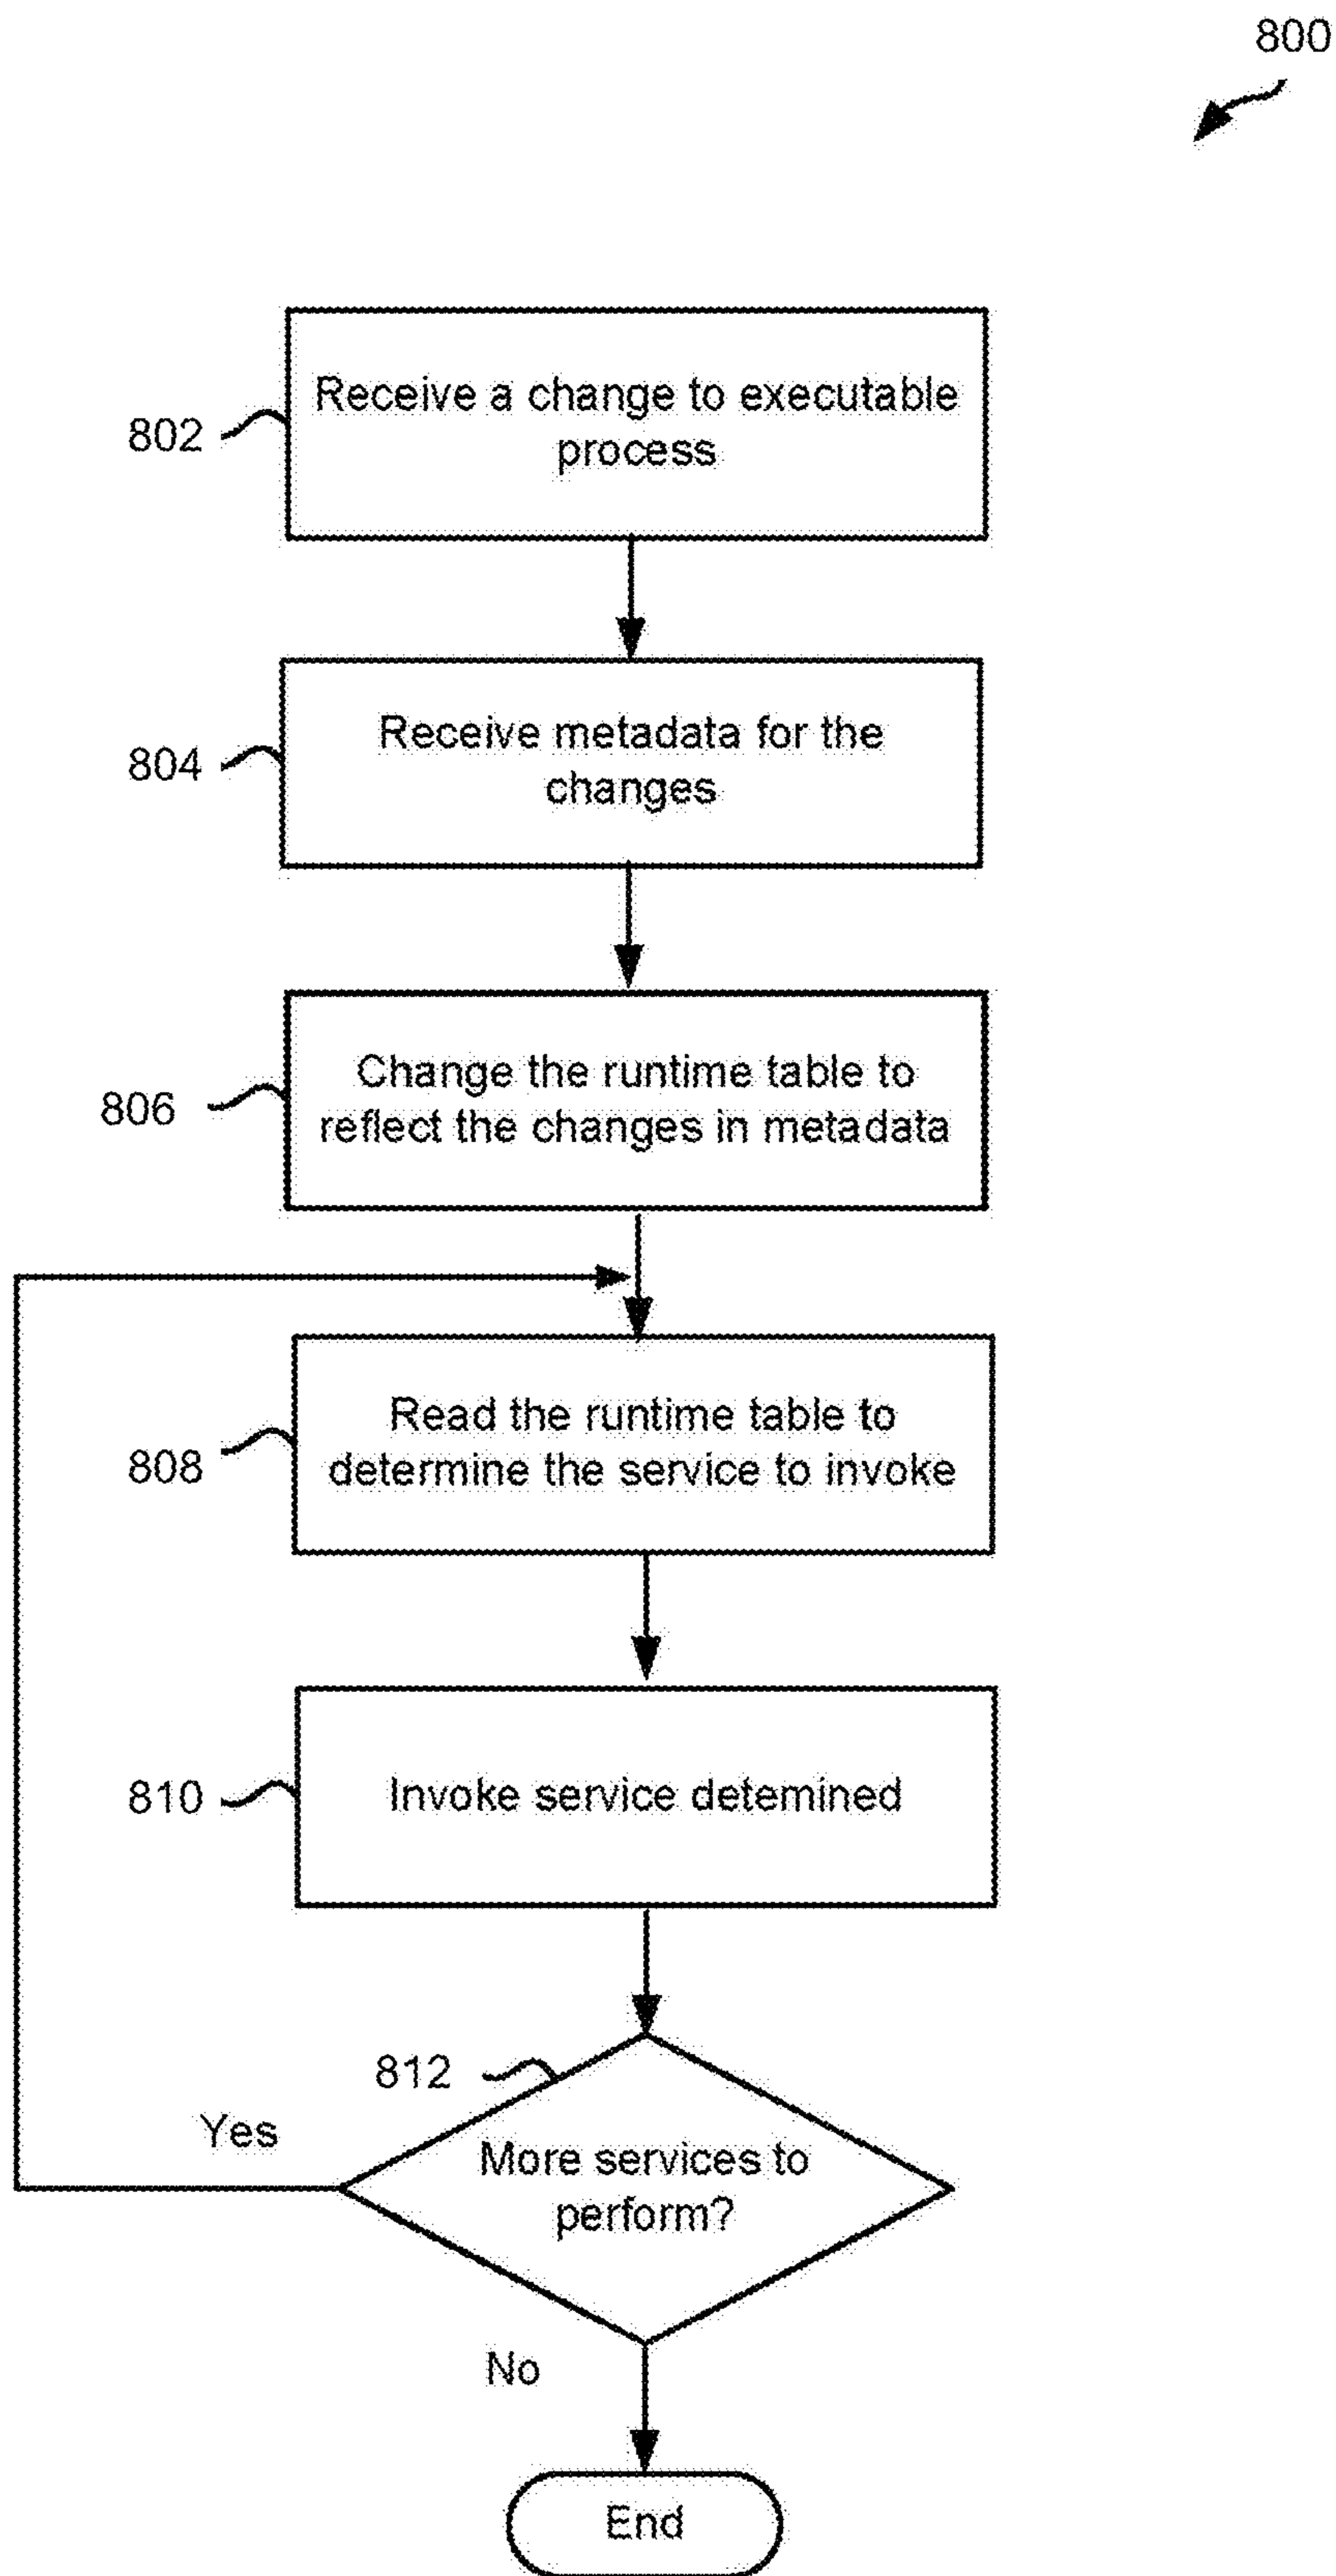 800
802
Receive a change to executable
process
804
Receive metadata for the
changes
806
Change the runtime table to
reflect the changes in metadata
808
Read the runtime table to
determine the service to invoke
810
Invoke service detemined
812
Yes
More services to
perform?
No
End